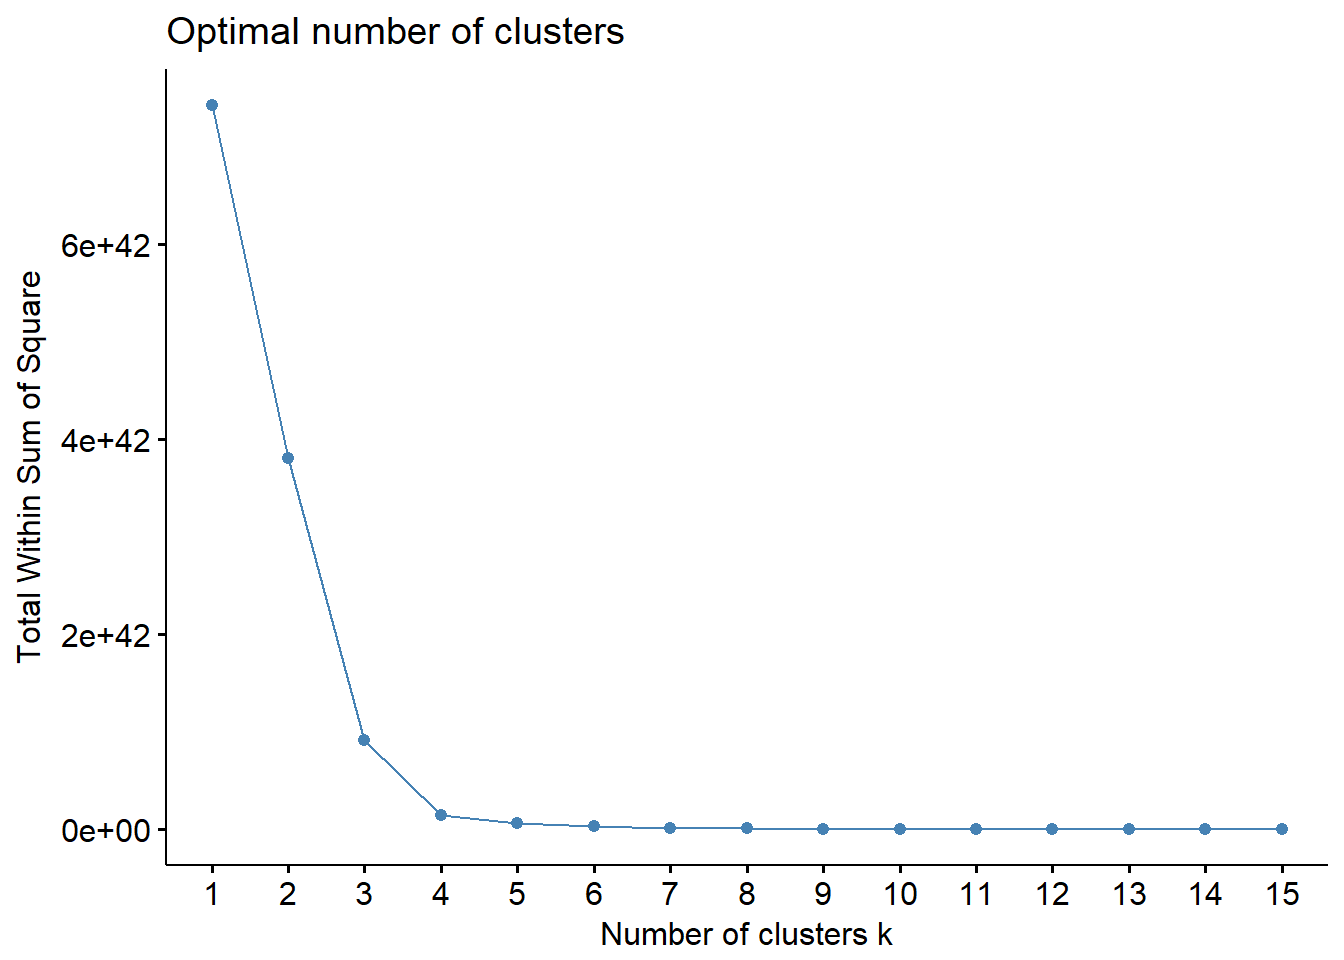 Optimal number of clusters
Total Within Sum of Square
6e+42
4e+42
2e+42
0e+00
1 2 3 4 5 6 7 8 9 10 11 12 13 14 15
Number of clusters k